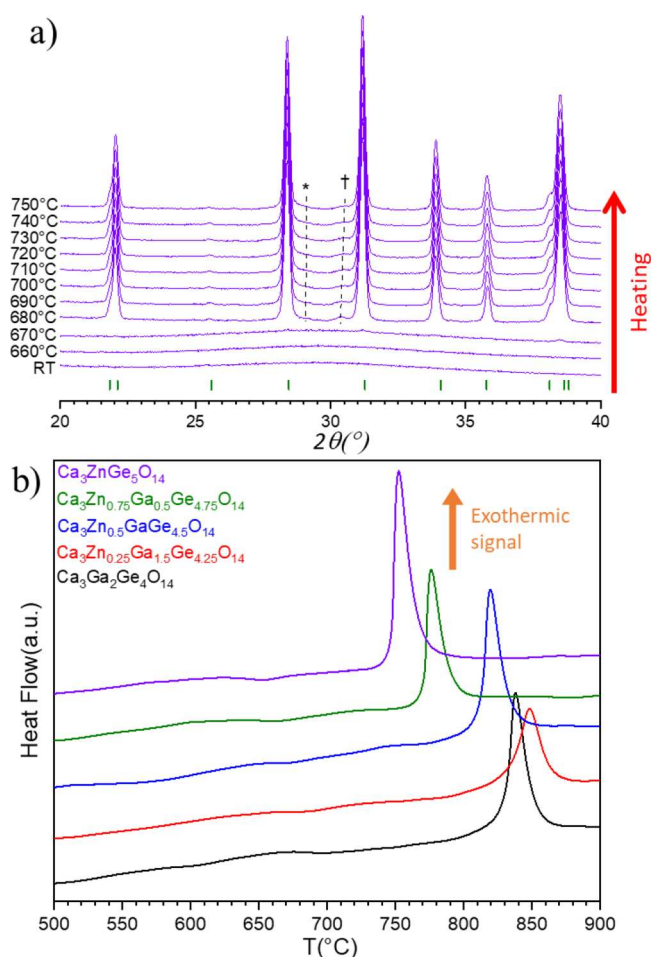 a)
*
†
750°C
740°C
730°C
720°C
710°C
700°C
690°C
680°C
670°C
660°C
RT
Heating
20 25 30 35 40
2θ(°)
b)
Ca₃ZnGe₅O₁₄
Ca₃Zn₀.₇₅Ga₀.₅Ge₄.₇₅O₁₄
Ca₃Zn₀.₅GaGe₄.₅O₁₄
Ca₃Zn₀.₂₅Ga₁.₅Ge₄.₂₅O₁₄
Ca₃Ga₂Ge₄O₁₄
Exothermic
signal
Heat Flow(a.u.)
500 550 600 650 700 750 800 850 900
T(°C)